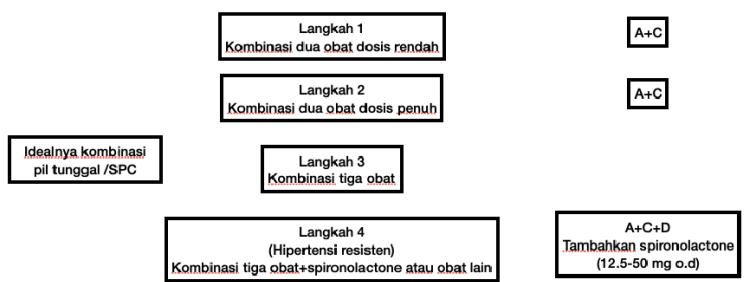 Langkah 1
Kombinasi dua obat dosis rendah
A+C
Langkah 2
Kombinasi dua obat dosis penuh
A+C
Idealnya kombinasi
pil tunggal /SPC
Langkah 3
Kombinasi tiga obat
Langkah 4
(Hipertensi resisten)
Kombinasi tiga obat+spironolactone atau obat lain
A+C+D
Tambahkan spironolactone
(12.5-50 mg o.d)